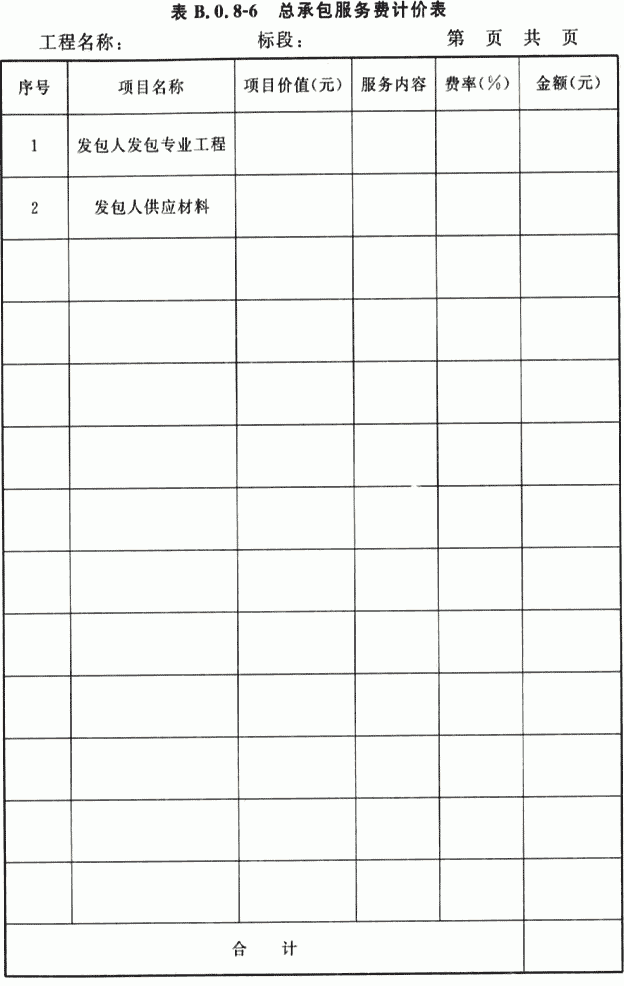 表 B.0.8-6 总承包服务费计价表
工程名称: 标段: 第 页 共 页
序号 项目名称 项目价值(元) 服务内容 费率(%) 金额(元)
1 发包人发包专业工程
2 发包人供应材料
合 计